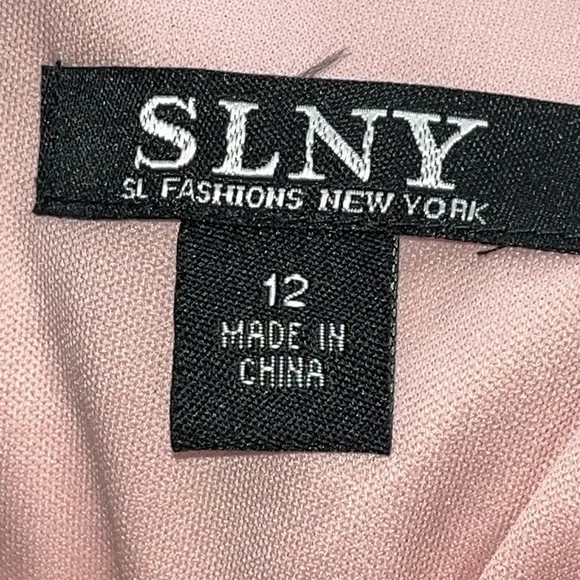 SLNY
SL FASHIONS NEW YORK
12
MADE IN
CHINA